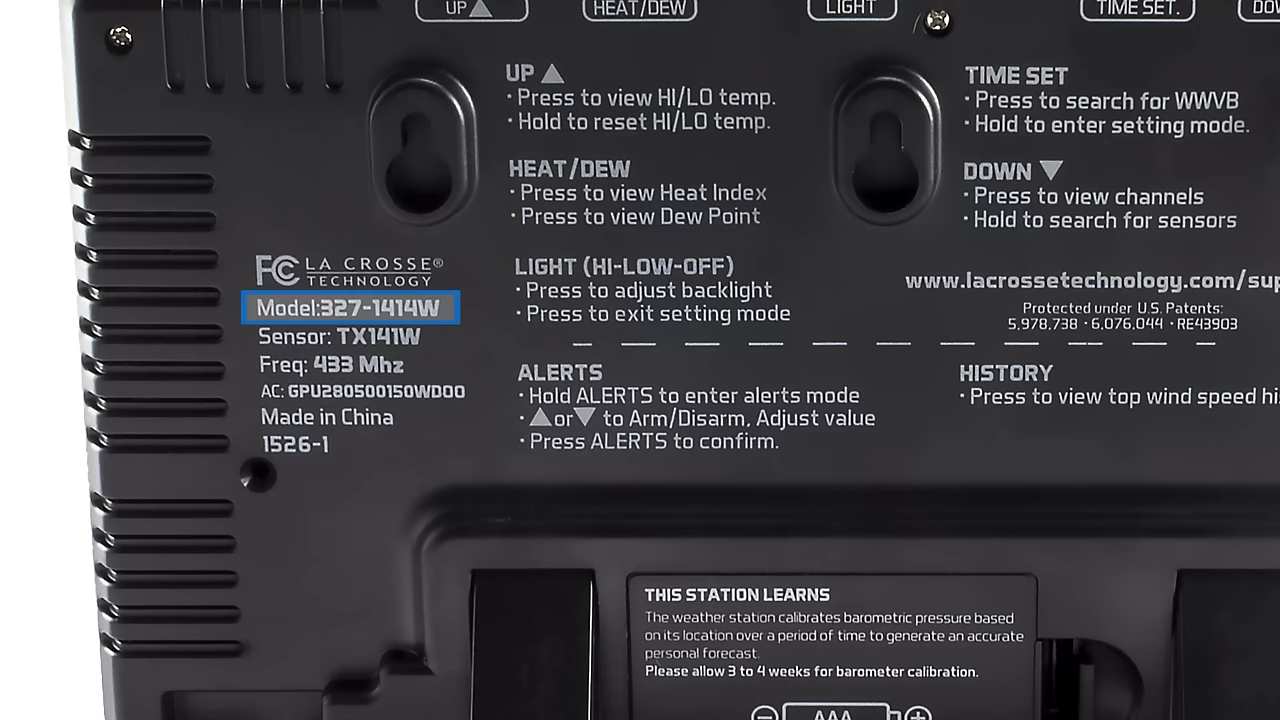 UP ▲
HEAT/DEW
LIGHT
TIME SET.
UP ▲
· Press to view HI/LO temp.
· Hold to reset HI/LO temp.
HEAT/DEW
· Press to view Heat Index
· Press to view Dew Point
LIGHT (HI-LOW-OFF)
· Press to adjust backlight
· Press to exit setting mode
TIME SET
· Press to search for WWVB
· Hold to enter setting mode.
DOWN ▼
· Press to view channels
· Hold to search for sensors
www.lacrossetechnology.com/sup
Protected under U.S. Patents:
5,978,738 · 6,076,044 · RE43903
FC LA CROSSE®
TECHNOLOGY
Model:327-1414W
Sensor: TX141W
Freq: 433 Mhz
AC: GPU280500150WD00
Made in China
1526-1
ALERTS
· Hold ALERTS to enter alerts mode
· ▲or▼ to Arm/Disarm, Adjust value
· Press ALERTS to confirm.
HISTORY
· Press to view top wind speed his
THIS STATION LEARNS
The weather station calibrates barometric pressure based
on its location over a period of time to generate an accurate
personal forecast.
Please allow 3 to 4 weeks for barometer calibration.
AAA